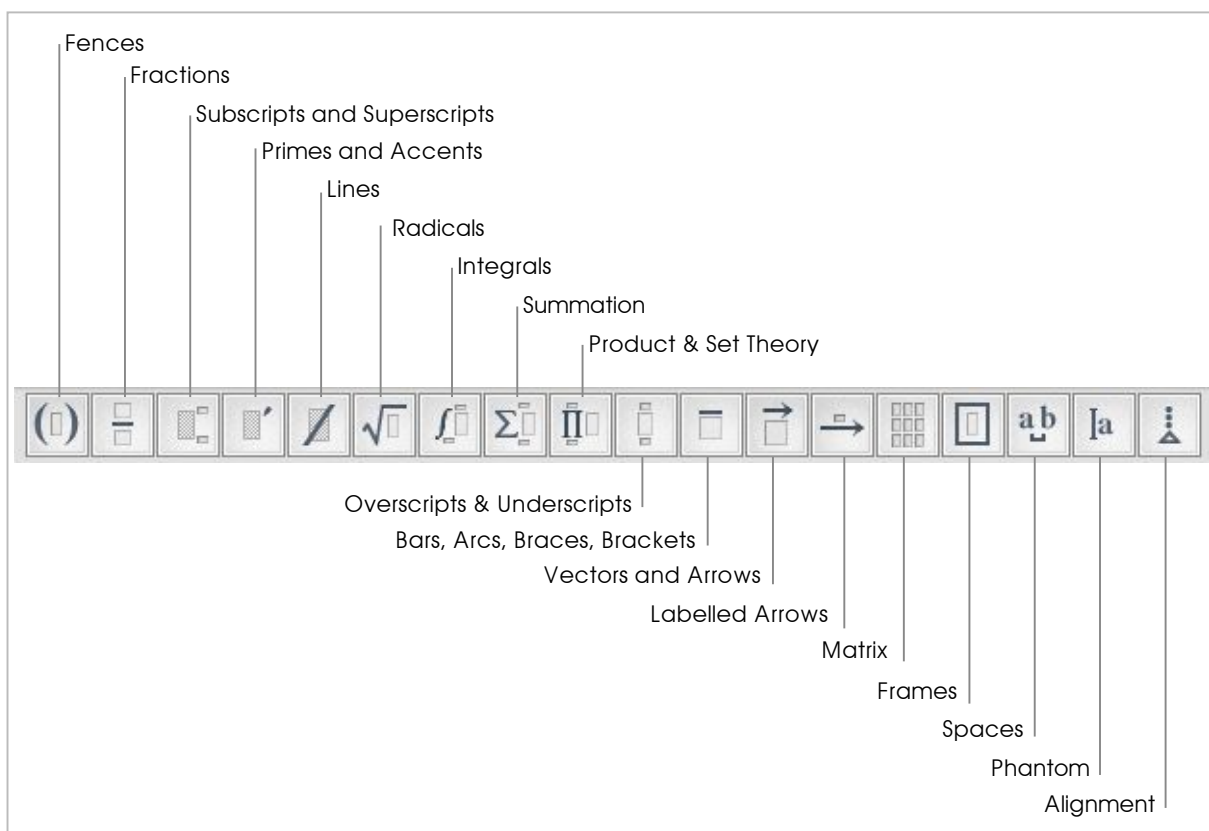 Fences
Fractions
Subscripts and Superscripts
Primes and Accents
Lines
Radicals
Integrals
Summation
Product & Set Theory
a b
a
Overscripts & Underscripts
Bars, Arcs, Braces, Brackets
Vectors and Arrows
Labelled Arrows
Matrix
Frames
Spaces
Phantom
Alignment